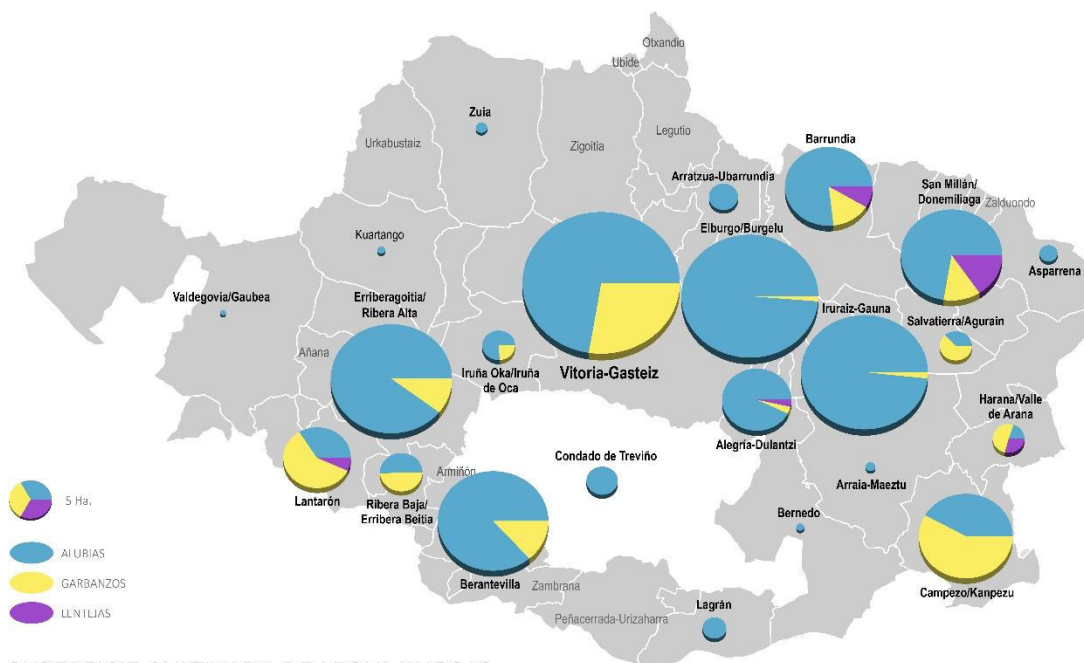 Otxandio
Ubide
Zuia
Urkabustaiz
Zigoitia
Legutio
Barrundia
Arratzua-Ubarrundia
San Millán/
Donemiliaga
Zalduondo
Elburgo/Burgelu
Kuartango
Asparrena
Valdegovia/Gaubea
Erriberagoitia/
Ribera Alta
Iruraiz-Gauna
Salvatierra/Agurain
Añana
Iruña Oka/Iruña
de Oca
Vitoria-Gasteiz
Harana/Valle
de Arana
Alegría-Dulantzi
Armiñón
Condado de Treviño
Arraia-Maeztu
Lantarón
Ribera Baja/
Erribera Beitia
5 Ha.
Bernedo
ALUBIAS
GARBANZOS
LENTEJAS
Berantevilla
Zambrana
Campezo/Kanpezu
Peñacerrada-Urizaharra
Lagrán